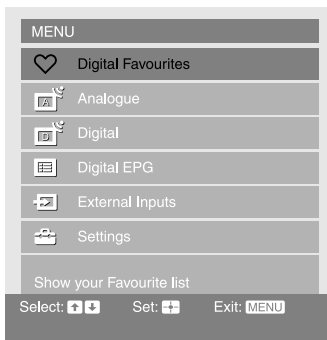 MENU
Digital Favourites
A Analogue
D Digital
Digital EPG
External Inputs
Settings
Show your Favourite list
Select: Set: Exit: MENU